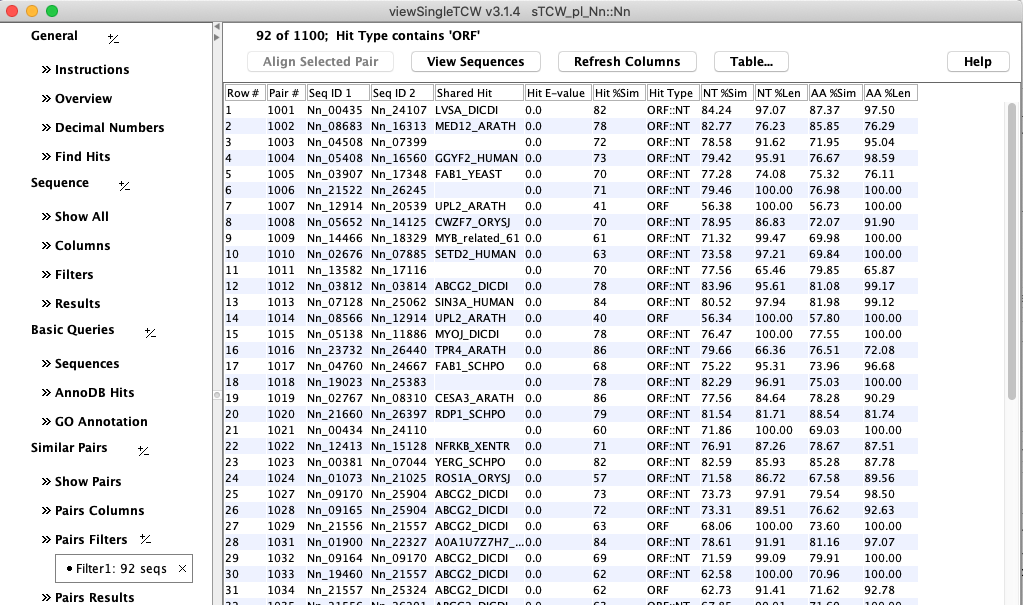 viewSingleTCW v3.1.4 sTCW_pl_Nn::Nn
General
» Instructions
» Overview
» Decimal Numbers
» Find Hits
Sequence
» Show All
» Columns
» Filters
» Results
Basic Queries
» Sequences
» AnnoDB Hits
» GO Annotation
Similar Pairs
» Show Pairs
» Pairs Columns
» Pairs Filters
• Filter1: 92 seqs ×
» Pairs Results
92 of 1100; Hit Type contains 'ORF'
Align Selected Pair View Sequences Refresh Columns Table... Help
Row # Pair # Seq ID 1 Seq ID 2 Shared Hit Hit E-value Hit %Sim Hit Type NT %Sim NT %Len AA %Sim AA %Len
1 1001 Nn_00435 Nn_24107 LVSA_DICDI 0.0 82 ORF::NT 84.24 97.07 87.37 97.50
2 1002 Nn_08683 Nn_16313 MED12_ARATH 0.0 78 ORF::NT 82.77 76.23 85.85 76.29
3 1003 Nn_04508 Nn_07399 0.0 72 ORF::NT 78.58 91.62 71.95 95.04
4 1004 Nn_05408 Nn_16560 GGYF2_HUMAN 0.0 73 ORF::NT 79.42 95.91 76.67 98.59
5 1005 Nn_03907 Nn_17348 FAB1_YEAST 0.0 70 ORF::NT 77.28 74.08 75.32 76.11
6 1006 Nn_21522 Nn_26245 0.0 71 ORF::NT 79.46 100.00 76.98 100.00
7 1007 Nn_12914 Nn_20539 UPL2_ARATH 0.0 41 ORF 56.38 100.00 56.73 100.00
8 1008 Nn_05652 Nn_14125 CWZF7_ORYSJ 0.0 70 ORF::NT 78.95 86.83 72.07 91.90
9 1009 Nn_14466 Nn_18329 MYB_related_61 0.0 61 ORF::NT 71.32 99.47 69.98 100.00
10 1010 Nn_02676 Nn_07885 SETD2_HUMAN 0.0 63 ORF::NT 73.58 97.21 69.84 100.00
11 1011 Nn_13582 Nn_17116 0.0 70 ORF::NT 77.56 65.46 79.85 65.87
12 1012 Nn_03812 Nn_03814 ABCG2_DICDI 0.0 78 ORF::NT 83.96 95.61 81.08 99.17
13 1013 Nn_07128 Nn_25062 SIN3A_HUMAN 0.0 84 ORF::NT 80.52 97.94 81.98 99.12
14 1014 Nn_08566 Nn_12914 UPL2_ARATH 0.0 40 ORF 56.34 100.00 57.80 100.00
15 1015 Nn_05138 Nn_11886 MYOJ_DICDI 0.0 78 ORF::NT 76.47 100.00 77.55 100.00
16 1016 Nn_23732 Nn_26440 TPR4_ARATH 0.0 86 ORF::NT 79.66 66.36 76.51 72.08
17 1017 Nn_04760 Nn_24667 FAB1_SCHPO 0.0 68 ORF::NT 75.22 95.31 73.96 96.68
18 1018 Nn_19023 Nn_25383 0.0 78 ORF::NT 82.29 96.91 75.03 100.00
19 1019 Nn_02767 Nn_08310 CESA3_ARATH 0.0 86 ORF::NT 77.56 84.64 78.28 90.29
20 1020 Nn_21660 Nn_26397 RDP1_SCHPO 0.0 79 ORF::NT 81.54 81.71 88.54 81.74
21 1021 Nn_00434 Nn_24110 0.0 60 ORF::NT 71.86 100.00 69.03 100.00
22 1022 Nn_12413 Nn_15128 NFRKB_XENTR 0.0 71 ORF::NT 76.91 87.26 78.67 87.51
23 1023 Nn_00381 Nn_07044 YERG_SCHPO 0.0 82 ORF::NT 82.59 85.93 85.28 87.78
24 1024 Nn_01073 Nn_21025 ROS1A_ORYSJ 0.0 57 ORF::NT 71.58 86.72 67.58 89.56
25 1027 Nn_09170 Nn_25904 ABCG2_DICDI 0.0 73 ORF::NT 73.73 97.91 79.54 98.50
26 1028 Nn_09165 Nn_25904 ABCG2_DICDI 0.0 72 ORF::NT 73.31 89.51 76.62 92.63
27 1029 Nn_21556 Nn_21557 ABCG2_DICDI 0.0 63 ORF 68.06 100.00 73.60 100.00
28 1031 Nn_01900 Nn_22327 A0A1U7Z7H7_... 0.0 84 ORF::NT 78.61 91.91 81.16 97.07
29 1032 Nn_09164 Nn_09170 ABCG2_DICDI 0.0 69 ORF::NT 71.59 99.09 79.91 100.00
30 1033 Nn_19460 Nn_21557 ABCG2_DICDI 0.0 62 ORF::NT 62.58 100.00 70.96 100.00
31 1034 Nn_21557 Nn_25324 ABCG2_DICDI 0.0 62 ORF 62.73 91.41 71.62 92.78